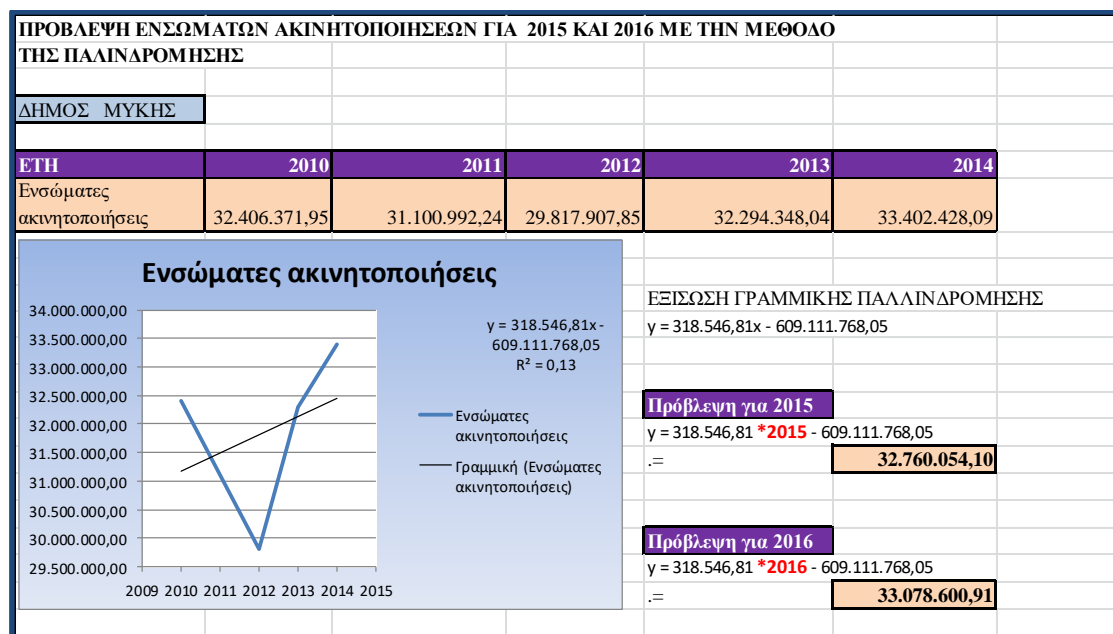 ΠΡΟΒΛΕΨΗ ΕΝΣΩΜΑΤΩΝ ΑΚΙΝΗΤΟΠΟΙΗΣΕΩΝ ΓΙΑ 2015 ΚΑΙ 2016 ΜΕ ΤΗΝ ΜΕΘΟΔΟ
ΤΗΣ ΠΑΛΙΝΔΡΟΜΗΣΗΣ
ΔΗΜΟΣ ΜΥΚΗΣ
ΕΤΗ 2010 2011 2012 2013 2014
Ενσώματες
ακινητοποιήσεις 32.406.371,95 31.100.992,24 29.817.907,85 32.294.348,04 33.402.428,09
Ενσώματες ακινητοποιήσεις
34.000.000,00
33.500.000,00
33.000.000,00
32.500.000,00
32.000.000,00
31.500.000,00
31.000.000,00
30.500.000,00
30.000.000,00
29.500.000,00
2009 2010 2011 2012 2013 2014 2015
y = 318.546,81x -
609.111.768,05
R² = 0,13
Ενσώματες
ακινητοποιήσεις
Γραμμική (Ενσώματες
ακινητοποιήσεις)
ΕΞΙΣΩΣΗ ΓΡΑΜΜΙΚΗΣ ΠΑΛΛΙΝΔΡΟΜΗΣΗΣ
y = 318.546,81x - 609.111.768,05
Πρόβλεψη για 2015
y = 318.546,81 *2015 - 609.111.768,05
.= 32.760.054,10
Πρόβλεψη για 2016
y = 318.546,81 *2016 - 609.111.768,05
.= 33.078.600,91